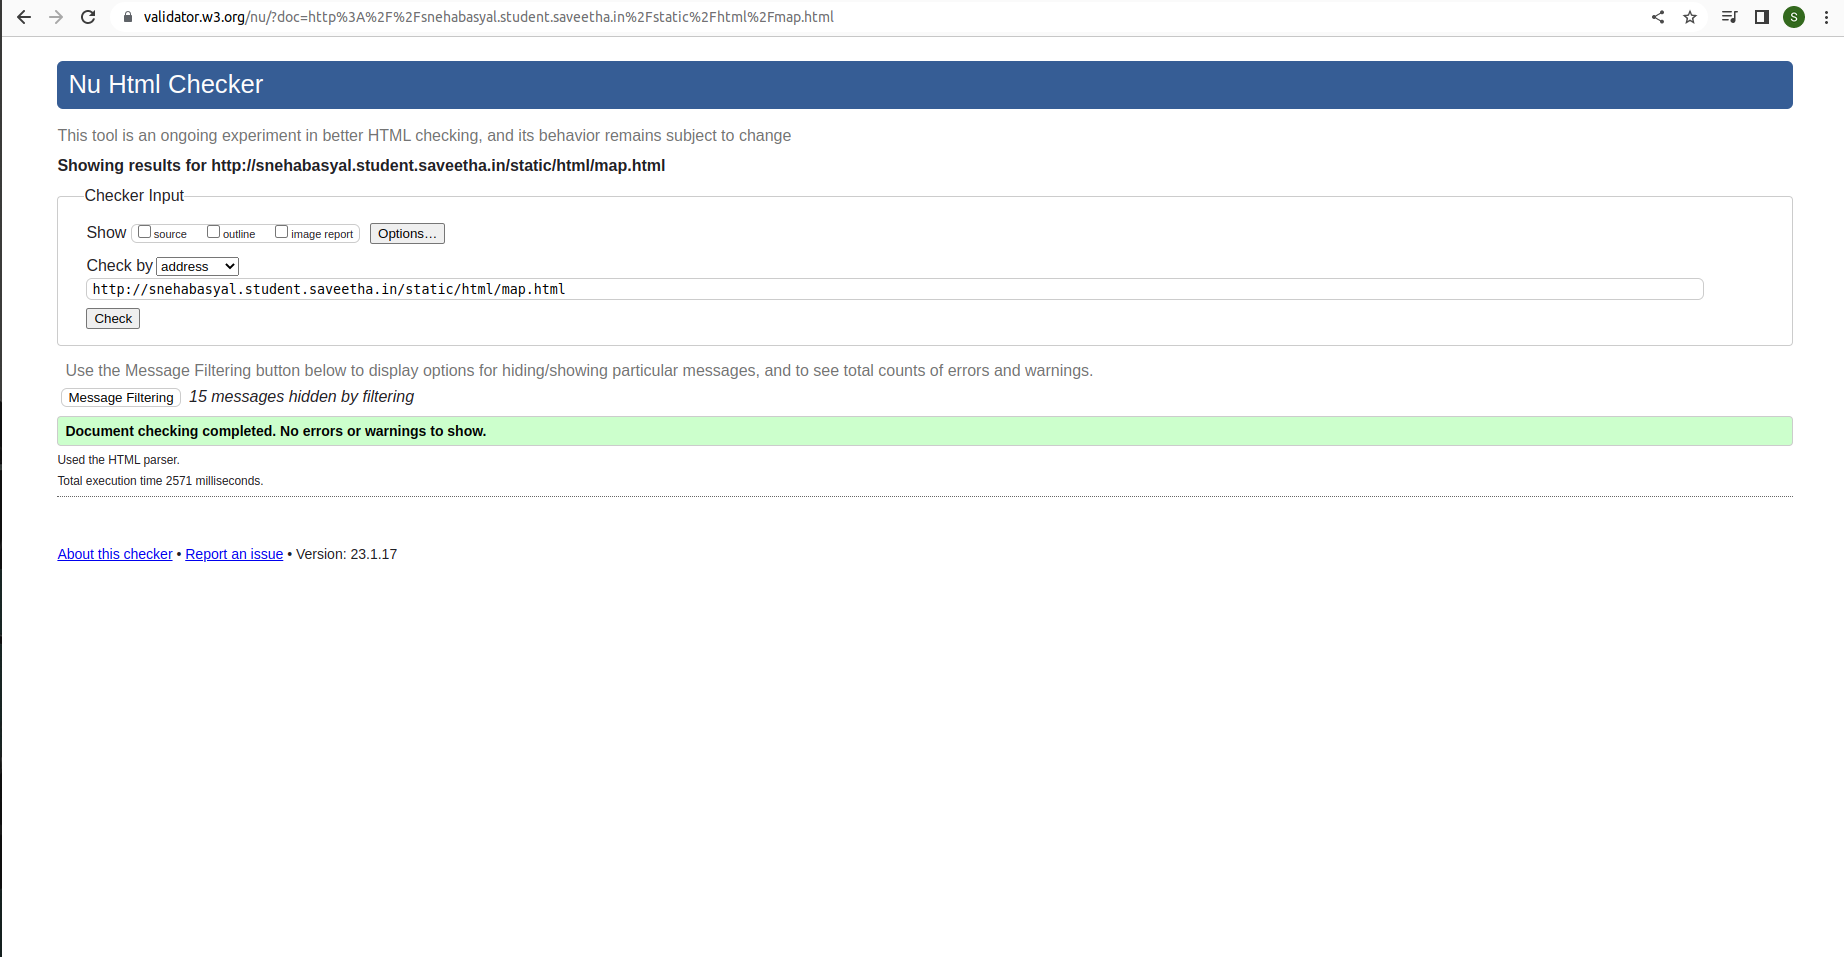 validator.w3.org/nu/?doc=http%3A%2F%2Fsnehabasyal.student.saveetha.in%2Fstatic%2Fhtml%2Fmap.html
S
Nu Html Checker
This tool is an ongoing experiment in better HTML checking, and its behavior remains subject to change
Showing results for http://snehabasyal.student.saveetha.in/static/html/map.html
Checker Input
Show source outline image report Options...
Check by address
http://snehabasyal.student.saveetha.in/static/html/map.html
Check
Use the Message Filtering button below to display options for hiding/showing particular messages, and to see total counts of errors and warnings.
Message Filtering 15 messages hidden by filtering
Document checking completed. No errors or warnings to show.
Used the HTML parser.
Total execution time 2571 milliseconds.
About this checker • Report an issue • Version: 23.1.17